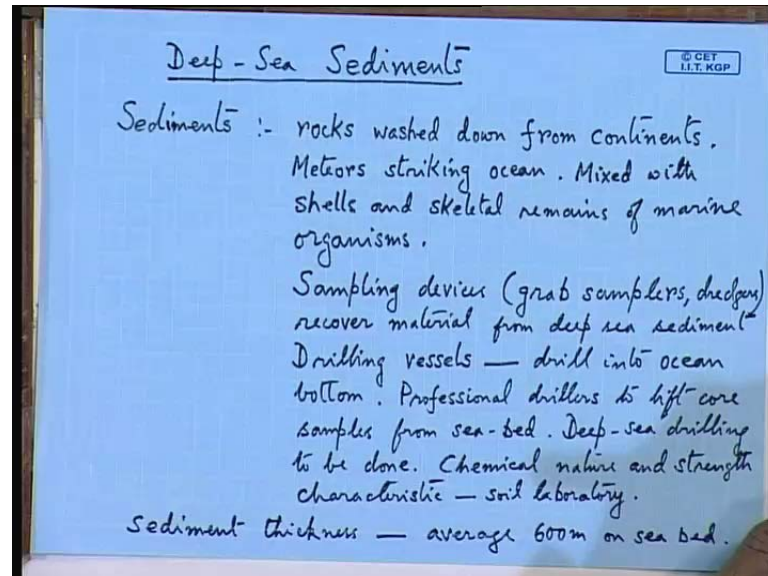 Deep-Sea Sediments
© CET
I.I.T. KGP
Sediments :- rocks washed down from continents.
Meteors striking ocean. Mixed with
shells and skeletal remains of marine
organisms.
Sampling devices (grab samplers, dredgers)
recover material from deep sea sediment
Drilling vessels — drill into ocean
bottom. Professional drillers to lift core
samples from sea-bed. Deep-sea drilling
to be done. Chemical nature and strength
characteristic — soil laboratory.
Sediment thickness — average 600m on sea bed.